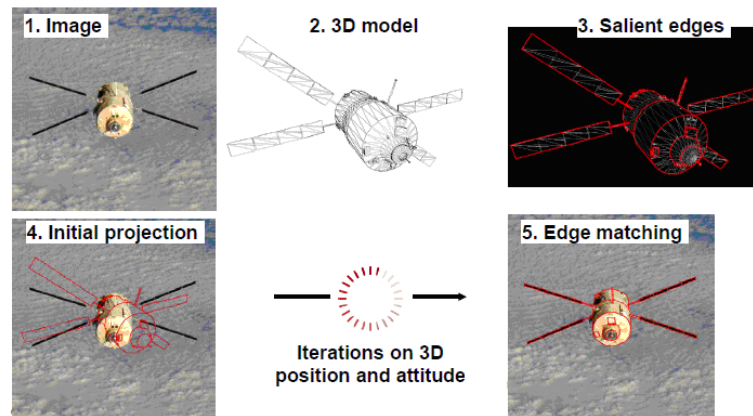 1. Image
2. 3D model
3. Salient edges
4. Initial projection
5. Edge matching
Iterations on 3D
position and attitude